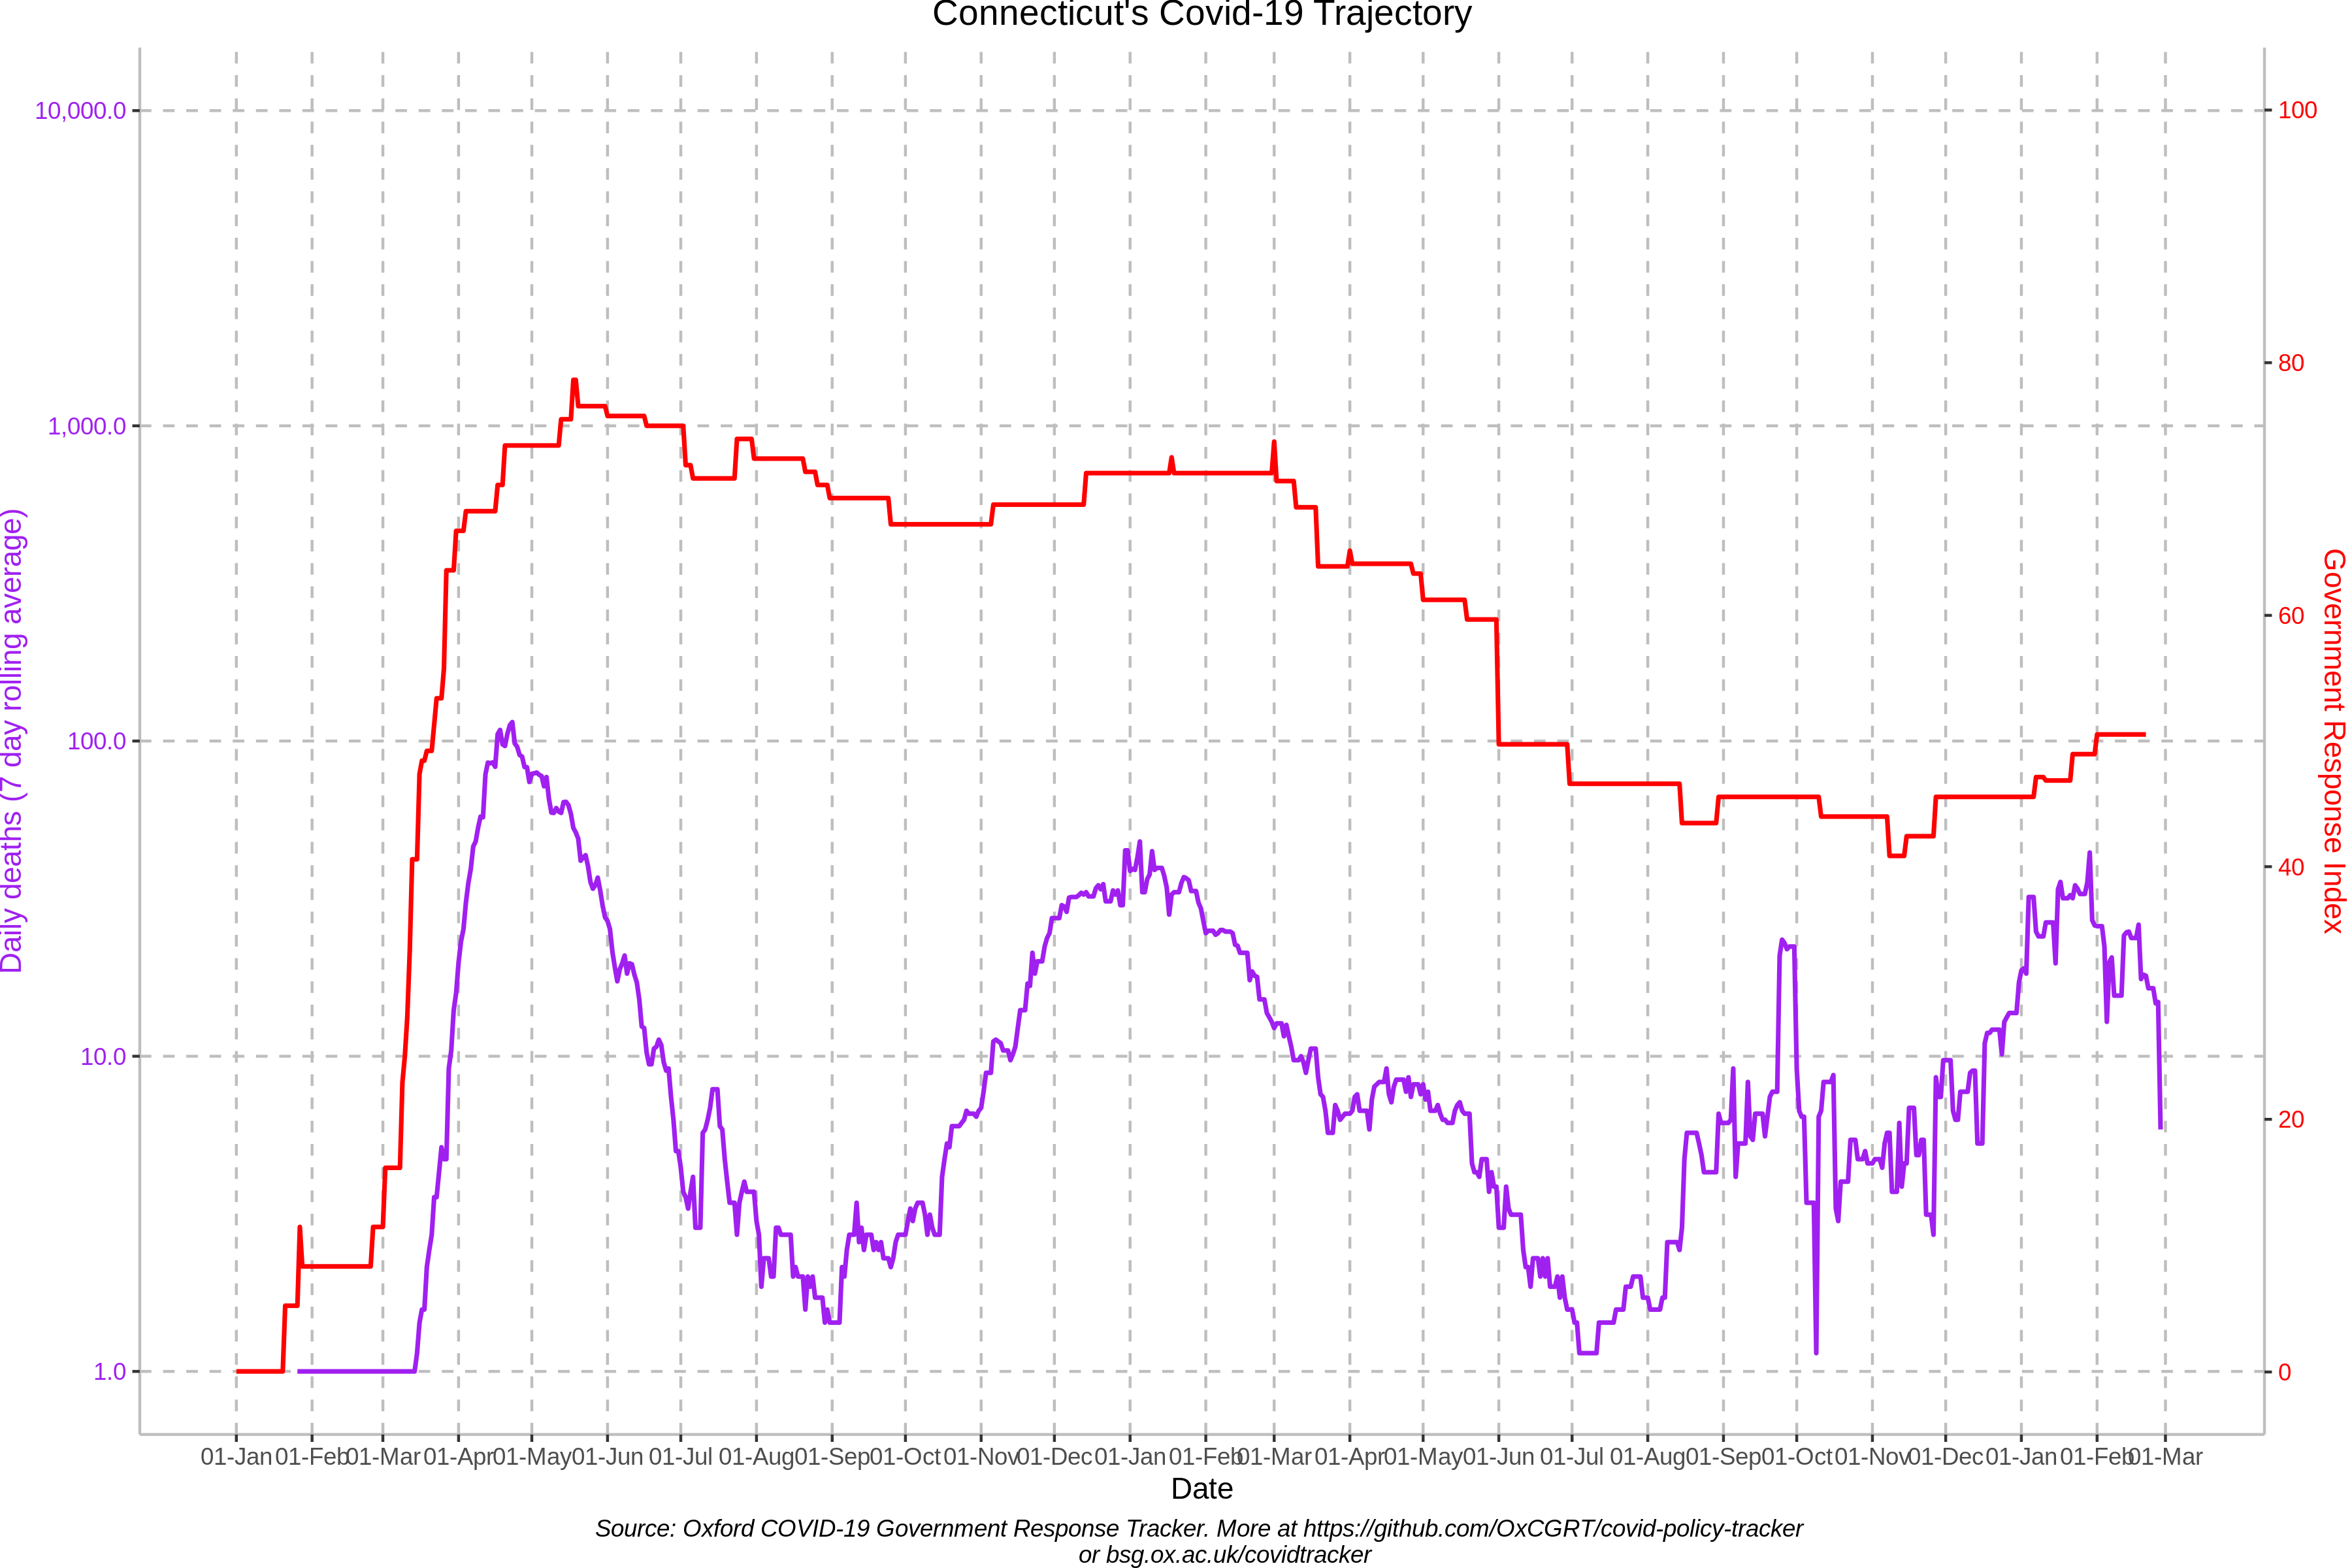 Connecticut's Covid-19 Trajectory
10,000.0
1,000.0
100.0
10.0
1.0
Daily deaths (7 day rolling average)
100
80
60
40
20
0
Government Response Index
01-Jan 01-Feb 01-Mar 01-Apr 01-May 01-Jun 01-Jul 01-Aug 01-Sep 01-Oct 01-Nov 01-Dec 01-Jan 01-Feb 01-Mar 01-Apr 01-May 01-Jun 01-Jul 01-Aug 01-Sep 01-Oct 01-Nov 01-Dec 01-Jan 01-Feb 01-Mar
Date
Source: Oxford COVID-19 Government Response Tracker. More at https://github.com/OxCGRT/covid-policy-tracker
or bsg.ox.ac.uk/covidtracker